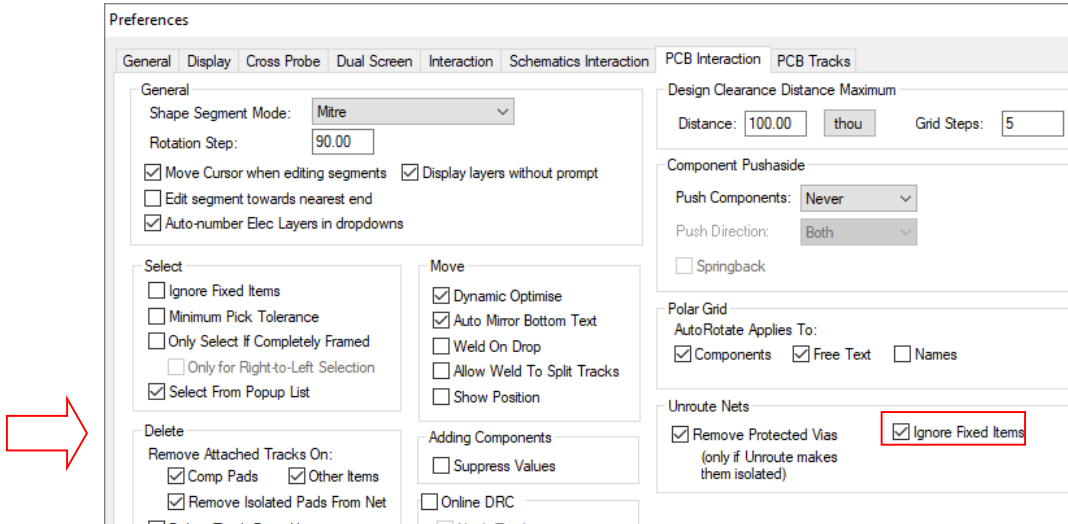 Preferences
General Display Cross Probe Dual Screen Interaction Schematics Interaction PCB Interaction PCB Tracks
General
Shape Segment Mode: Mitre
Rotation Step: 90.00
Move Cursor when editing segments Display layers without prompt
Edit segment towards nearest end
Auto-number Elec Layers in dropdowns
Design Clearance Distance Maximum
Distance: 100.00 thou Grid Steps: 5
Component Pushaside
Push Components: Never
Push Direction: Both
Springback
Select
Ignore Fixed Items
Minimum Pick Tolerance
Only Select If Completely Framed
Only for Right-to-Left Selection
Select From Popup List
Move
Dynamic Optimise
Auto Mirror Bottom Text
Weld On Drop
Allow Weld To Split Tracks
Show Position
Polar Grid
AutoRotate Applies To:
Components Free Text Names
Delete
Remove Attached Tracks On:
Comp Pads Other Items
Remove Isolated Pads From Net
Adding Components
Suppress Values
Online DRC
Unroute Nets
Remove Protected Vias Ignore Fixed Items
(only if Unroute makes
them isolated)